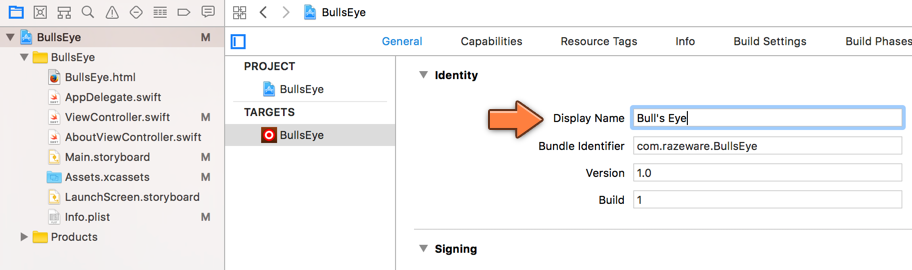 BullsEye
General Capabilities Resource Tags Info Build Settings Build Phases
BullsEye M
BullsEye
BullsEye.html
AppDelegate.swift
ViewController.swift M
AboutViewController.swift
Main.storyboard M
Assets.xcassets M
LaunchScreen.storyboard
Info.plist M
Products
PROJECT
BullsEye
TARGETS
BullsEye
Identity
Display Name Bull's Eye
Bundle Identifier com.razeware.BullsEye
Version 1.0
Build 1
Signing